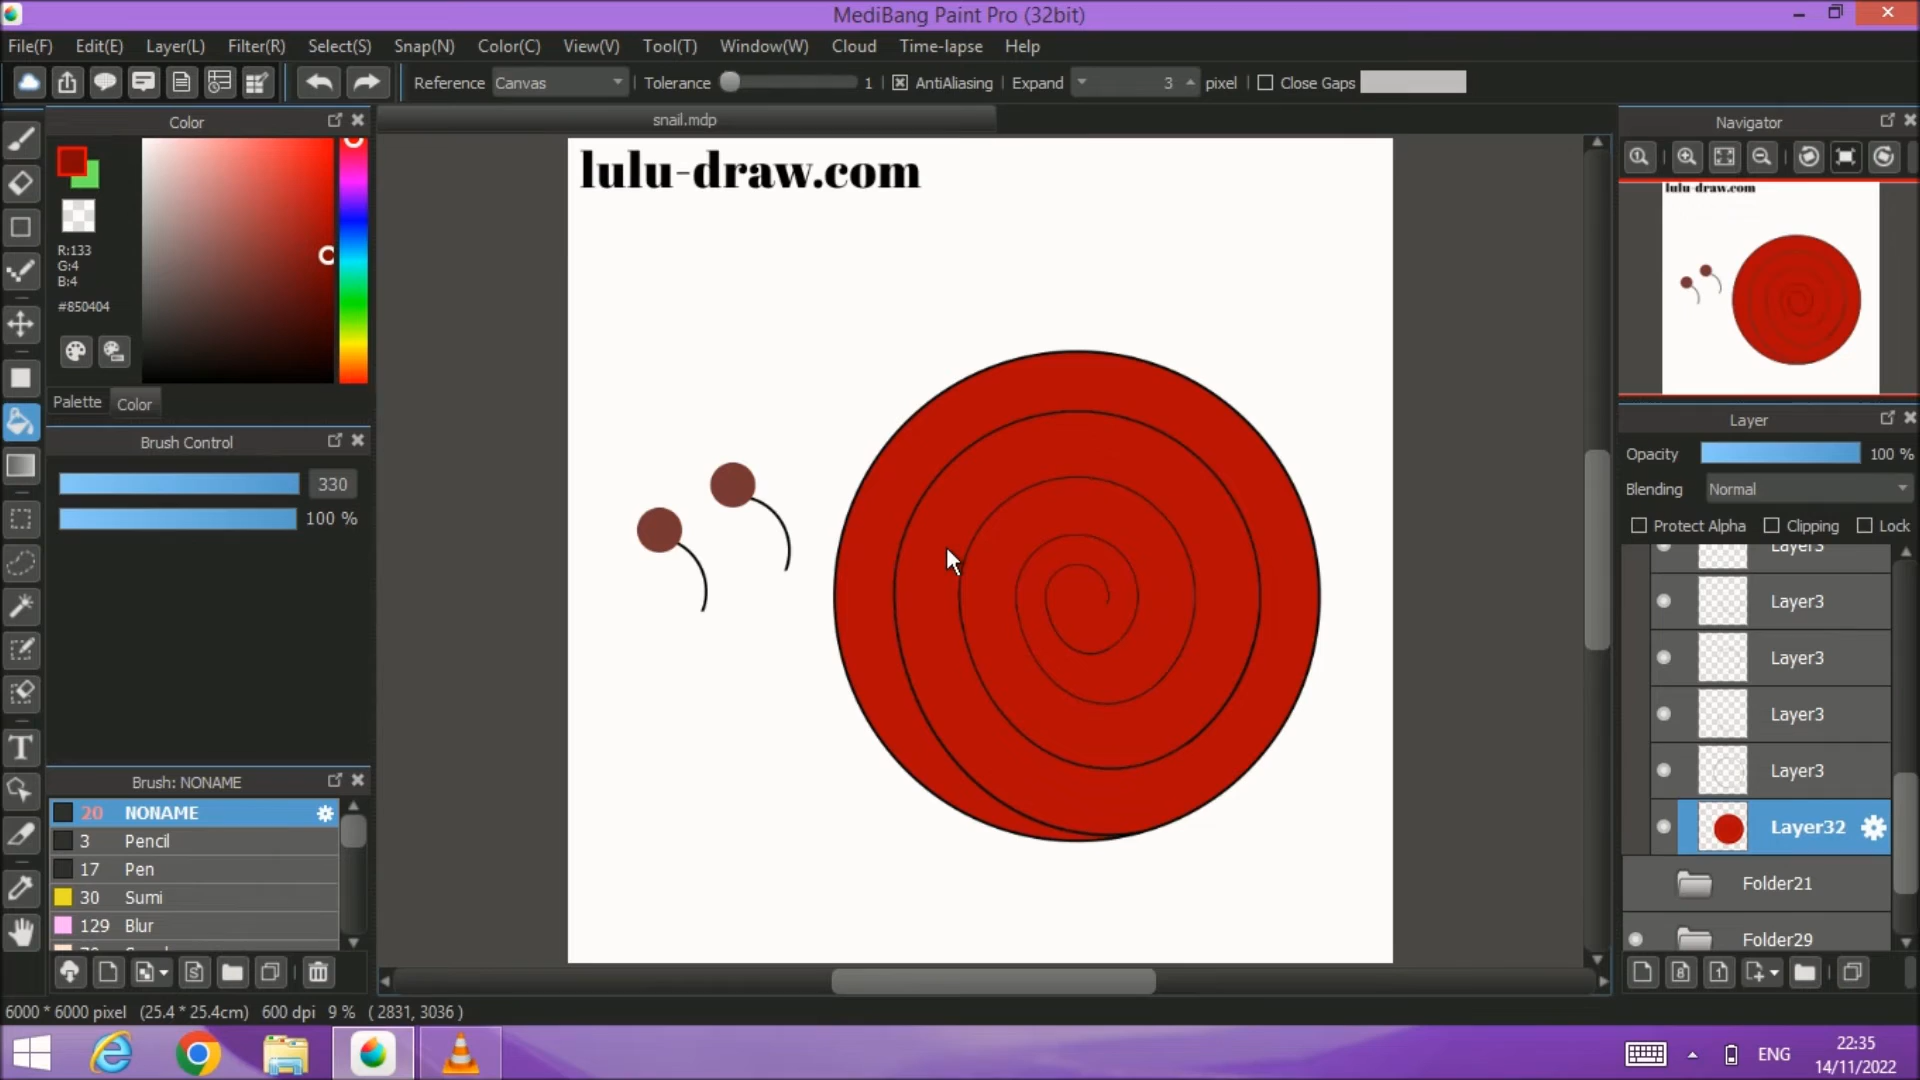 MediBang Paint Pro (32bit)
File(F) Edit(E) Layer(L) Filter(R) Select(S) Snap(N) Color(C) View(V) Tool(T) Window(W) Cloud Time-lapse Help
Reference Canvas Tolerance 1 AntiAliasing Expand 3 pixel Close Gaps
Color
snail.mdp
Navigator
lulu-draw.com
lulu-draw.com
R:133
G:4
B:4
#850404
Palette Color
Brush Control
330
100 %
Layer
Opacity 100 %
Blending Normal
Protect Alpha Clipping Lock
Layer3
Layer3
Layer3
Layer3
Layer3
Layer32
Folder21
Folder29
Brush: NONAME
20 NONAME
3 Pencil
17 Pen
30 Sumi
129 Blur
6000 * 6000 pixel (25.4 * 25.4cm) 600 dpi 9 % ( 2831, 3036 )
ENG
22:35
14/11/2022